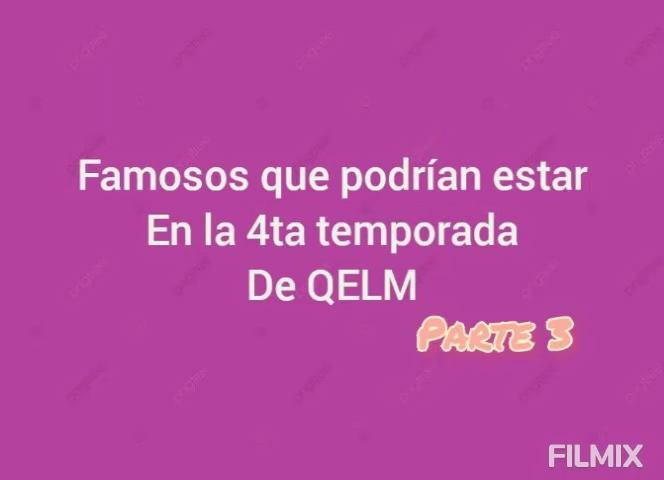 Famosos que podrían estar
En la 4ta temporada
De QELM
PARTE 3
FILMIX